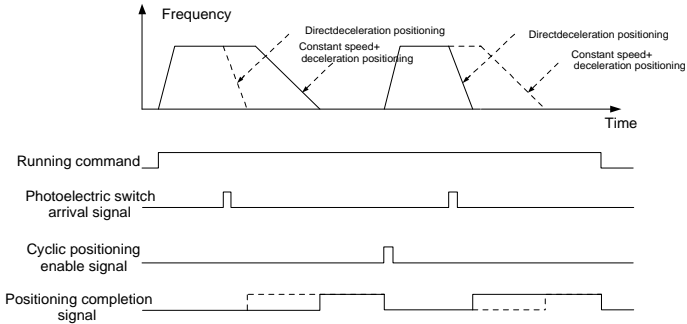 Frequency
Directdeceleration positioning
Constant speed+
deceleration positioning
Directdeceleration positioning
Constant speed+
deceleration positioning
Time
Running command
Photoelectric switch
arrival signal
Cyclic positioning
enable signal
Positioning completion
signal